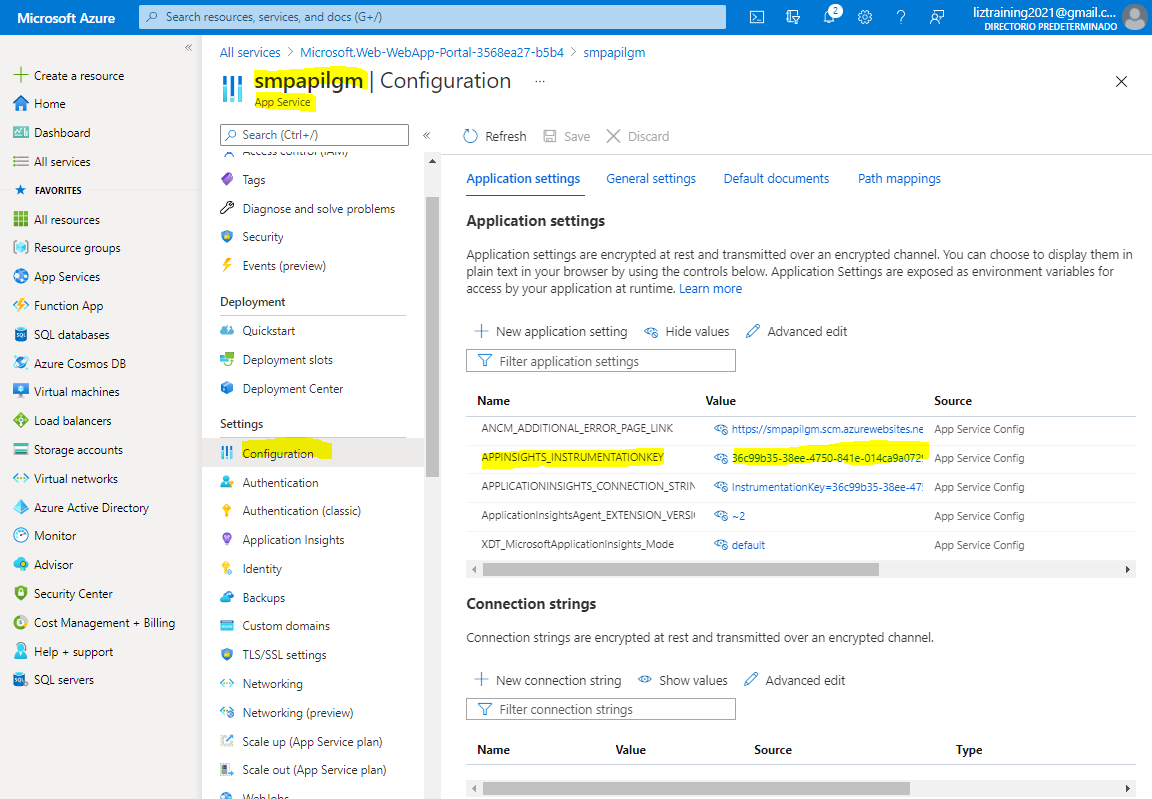 Microsoft Azure
Search resources, services, and docs (G+/)
2
liztraining2021@gmail.c...
DIRECTORIO PREDETERMINADO
Create a resource
Home
Dashboard
All services
FAVORITES
All resources
Resource groups
App Services
Function App
SQL databases
Azure Cosmos DB
Virtual machines
Load balancers
Storage accounts
Virtual networks
Azure Active Directory
Monitor
Advisor
Security Center
Cost Management + Billing
Help + support
SQL servers
All services > Microsoft.Web-WebApp-Portal-3568ea27-b5b4 > smpapilgm
smpapilgm | Configuration ...
App Service
Search (Ctrl+/)
Access control (IAM)
Tags
Diagnose and solve problems
Security
Events (preview)
Deployment
Quickstart
Deployment slots
Deployment Center
Settings
Configuration
Authentication
Authentication (classic)
Application Insights
Identity
Backups
Custom domains
TLS/SSL settings
Networking
Networking (preview)
Scale up (App Service plan)
Scale out (App Service plan)
WebJobs
Refresh Save Discard
Application settings General settings Default documents Path mappings
Application settings
Application settings are encrypted at rest and transmitted over an encrypted channel. You can choose to display them in
plain text in your browser by using the controls below. Application Settings are exposed as environment variables for
access by your application at runtime. Learn more
New application setting Hide values Advanced edit
Filter application settings
Name Value Source
ANCM_ADDITIONAL_ERROR_PAGE_LINK https://smpapilgm.scm.azurewebsites.ne App Service Config
APPINSIGHTS_INSTRUMENTATIONKEY 36c99b35-38ee-4750-841e-014ca9a072 App Service Config
APPLICATIONINSIGHTS_CONNECTION_STRIN InstrumentationKey=36c99b35-38ee-47 App Service Config
ApplicationInsightsAgent_EXTENSION_VERSI ~2 App Service Config
XDT_MicrosoftApplicationInsights_Mode default App Service Config
Connection strings
Connection strings are encrypted at rest and transmitted over an encrypted channel.
New connection string Show values Advanced edit
Filter connection strings
Name Value Source Type